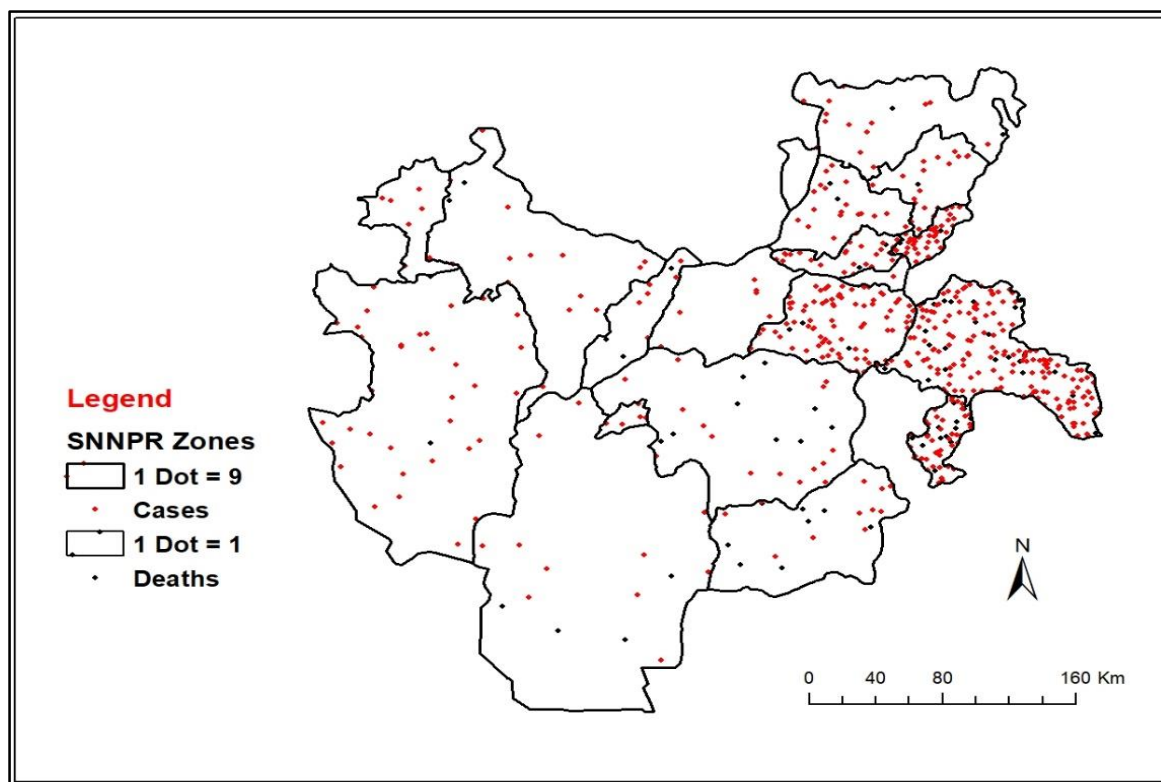 Legend
SNNPR Zones
1 Dot = 9
Cases
1 Dot = 1
Deaths
N
0 40 80 160 Km